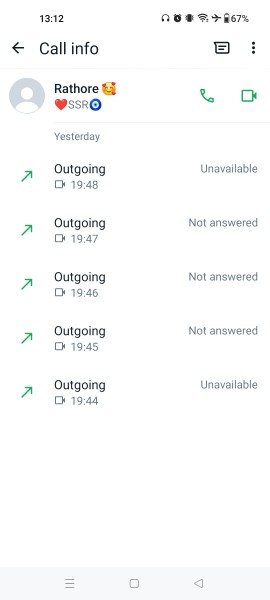 13:12 67%
Call info
Rathore 🥰
❤️SSR🧿
Yesterday
Outgoing Unavailable
19:48
Outgoing Not answered
19:47
Outgoing Not answered
19:46
Outgoing Not answered
19:45
Outgoing Unavailable
19:44